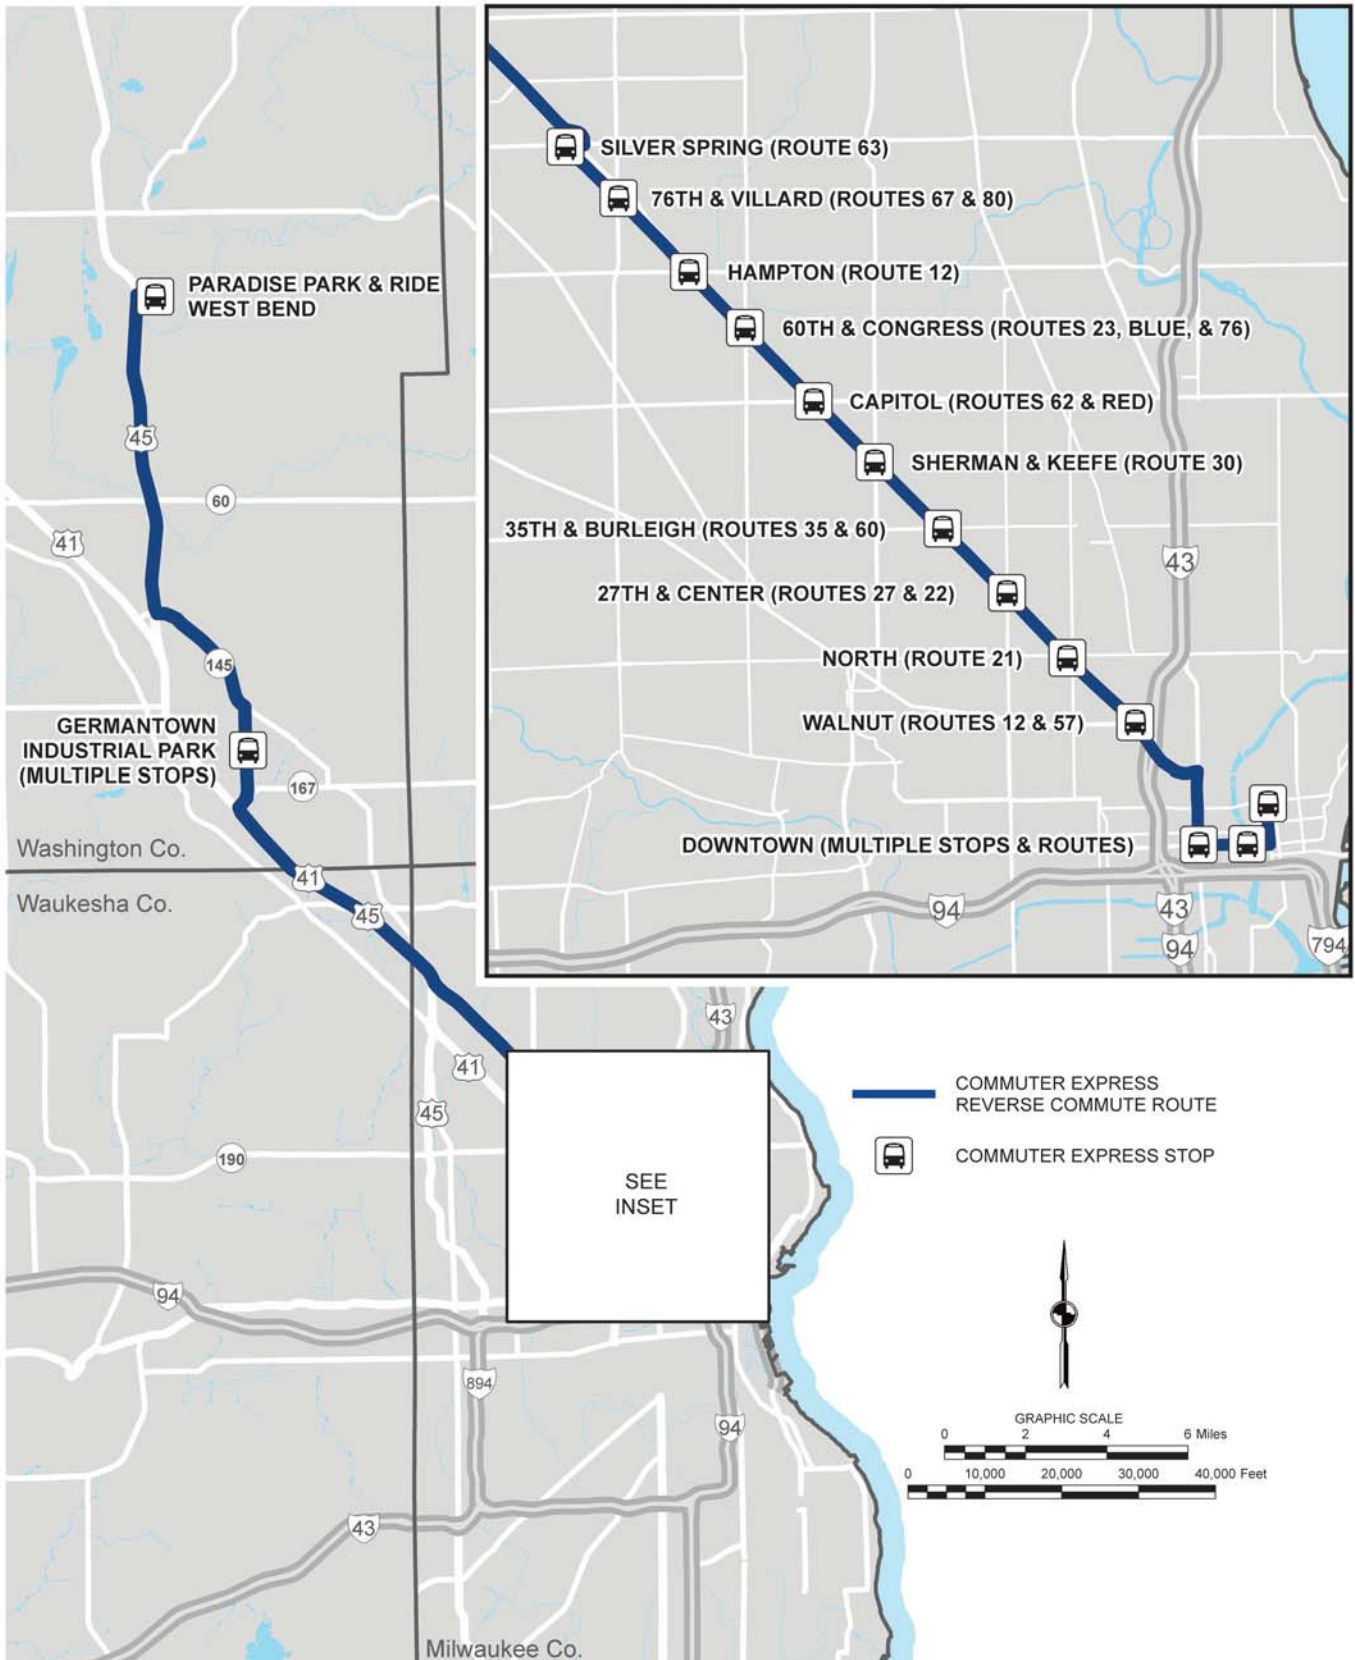 SILVER SPRING (ROUTE 63)
76TH & VILLARD (ROUTES 67 & 80)
HAMPTON (ROUTE 12)
60TH & CONGRESS (ROUTES 23, BLUE, & 76)
CAPITOL (ROUTES 62 & RED)
SHERMAN & KEEFE (ROUTE 30)
35TH & BURLEIGH (ROUTES 35 & 60)
43
27TH & CENTER (ROUTES 27 & 22)
NORTH (ROUTE 21)
WALNUT (ROUTES 12 & 57)
DOWNTOWN (MULTIPLE STOPS & ROUTES)
94
43
94
794
PARADISE PARK & RIDE
WEST BEND
45
60
41
145
GERMANTOWN
INDUSTRIAL PARK
(MULTIPLE STOPS)
167
Washington Co.
41
Waukesha Co.
45
43
41
45
190
SEE
INSET
94
894
94
43
Milwaukee Co.
COMMUTER EXPRESS
REVERSE COMMUTE ROUTE
COMMUTER EXPRESS STOP
GRAPHIC SCALE
0 2 4 6 Miles
0 10,000 20,000 30,000 40,000 Feet